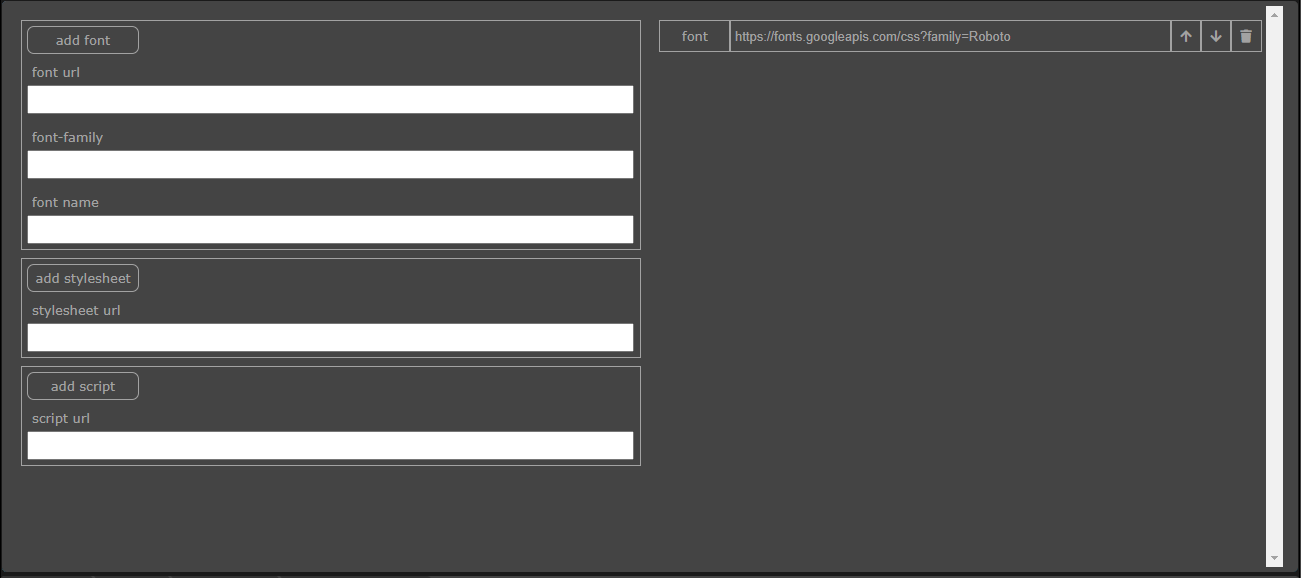 add font
font url
font-family
font name
add stylesheet
stylesheet url
add script
script url
font https://fonts.googleapis.com/css?family=Roboto